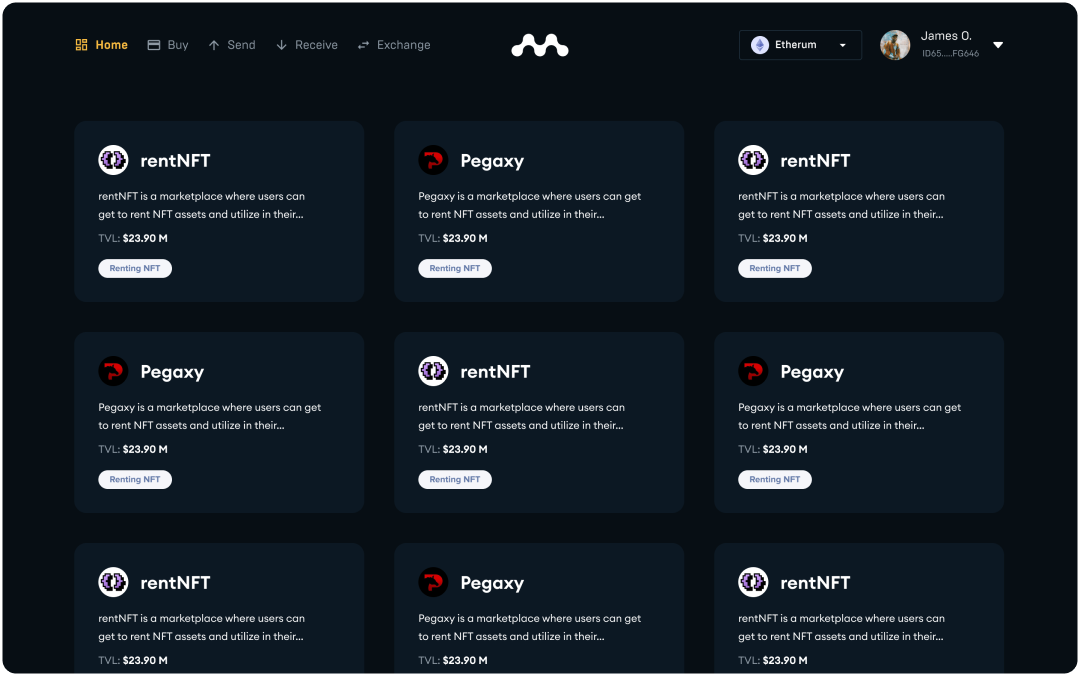 Home Buy Send Receive Exchange
Etherum
James O.
ID65.....FG646
rentNFT
rentNFT is a marketplace where users can
get to rent NFT assets and utilize in their...
TVL: $23.90 M
Renting NFT
Pegaxy
Pegaxy is a marketplace where users can get
to rent NFT assets and utilize in their...
TVL: $23.90 M
Renting NFT
rentNFT
rentNFT is a marketplace where users can
get to rent NFT assets and utilize in their...
TVL: $23.90 M
Renting NFT
Pegaxy
Pegaxy is a marketplace where users can get
to rent NFT assets and utilize in their...
TVL: $23.90 M
Renting NFT
rentNFT
rentNFT is a marketplace where users can
get to rent NFT assets and utilize in their...
TVL: $23.90 M
Renting NFT
Pegaxy
Pegaxy is a marketplace where users can get
to rent NFT assets and utilize in their...
TVL: $23.90 M
Renting NFT
rentNFT
rentNFT is a marketplace where users can
get to rent NFT assets and utilize in their...
TVL: $23.90 M
Pegaxy
Pegaxy is a marketplace where users can get
to rent NFT assets and utilize in their...
TVL: $23.90 M
rentNFT
rentNFT is a marketplace where users can
get to rent NFT assets and utilize in their...
TVL: $23.90 M